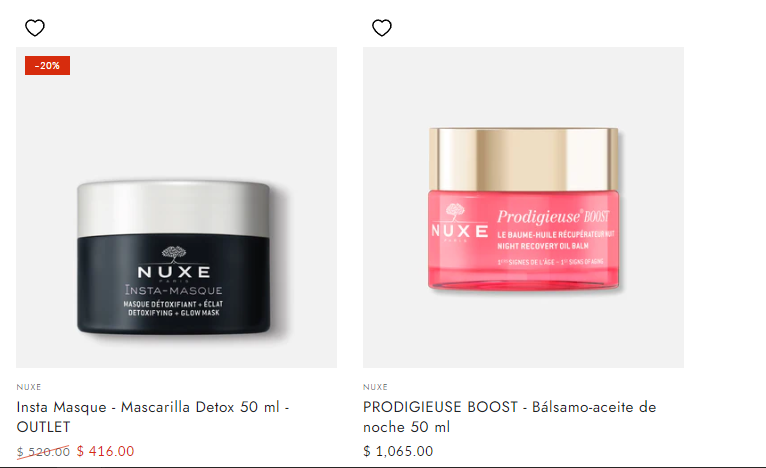 -20%
NUXE
PARIS
INSTA-MASQUE
MASQUE DÉTOXIFIANT + ÉCLAT
DETOXIFYING + GLOW MASK
NUXE
Insta Masque - Mascarilla Detox 50 ml -
OUTLET
$ 520.00 $ 416.00
Prodigieuse® BOOST
NUXE
PARIS
LE BAUME-HUILE RÉCUPÉRATEUR NUIT
NIGHT RECOVERY OIL BALM
1ERS SIGNES DE L'ÂGE - 1ST SIGNS OF AGING
NUXE
PRODIGIEUSE BOOST - Bálsamo-aceite de
noche 50 ml
$ 1,065.00